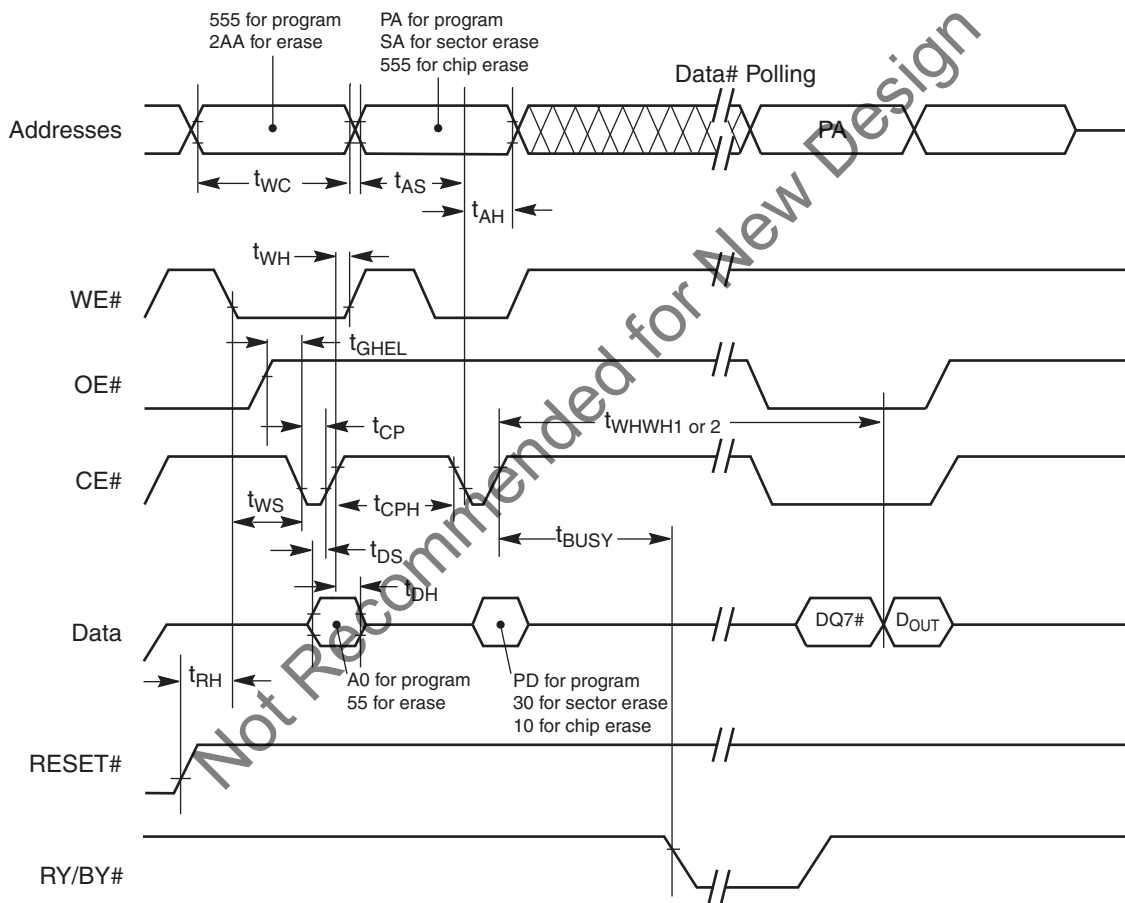 555 for program
2AA for erase
PA for program
SA for sector erase
555 for chip erase
Data# Polling
Addresses
PA
tWC
tAS
tAH
tWH
WE#
tGHEL
OE#
tWHWH1 or 2
tCP
CE#
tWS
tCPH
tBUSY
tDS
tDH
Data
DQ7#
DOUT
tRH
A0 for program
55 for erase
PD for program
30 for sector erase
10 for chip erase
RESET#
RY/BY#
Not Recommended for New Design